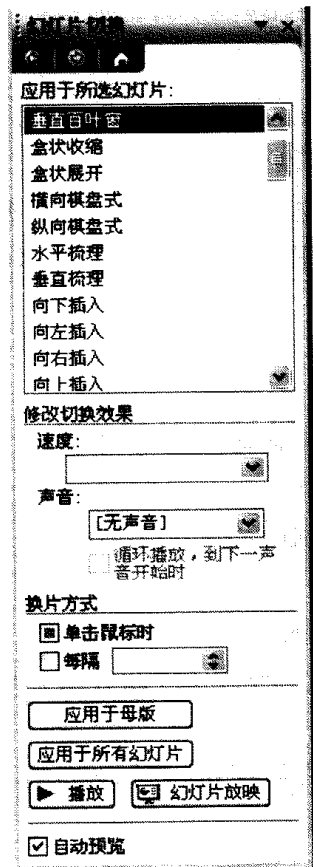 幻灯片切换
应用于所选幻灯片:
垂直百叶窗
盒状收缩
盒状展开
横向棋盘式
纵向棋盘式
水平梳理
垂直梳理
向下插入
向左插入
向右插入
向上插入
修改切换效果
速度:
声音:
[无声音]
循环播放，到下一声
音开始时
换片方式
单击鼠标时
每隔
应用于母版
应用于所有幻灯片
播放
幻灯片放映
自动预览